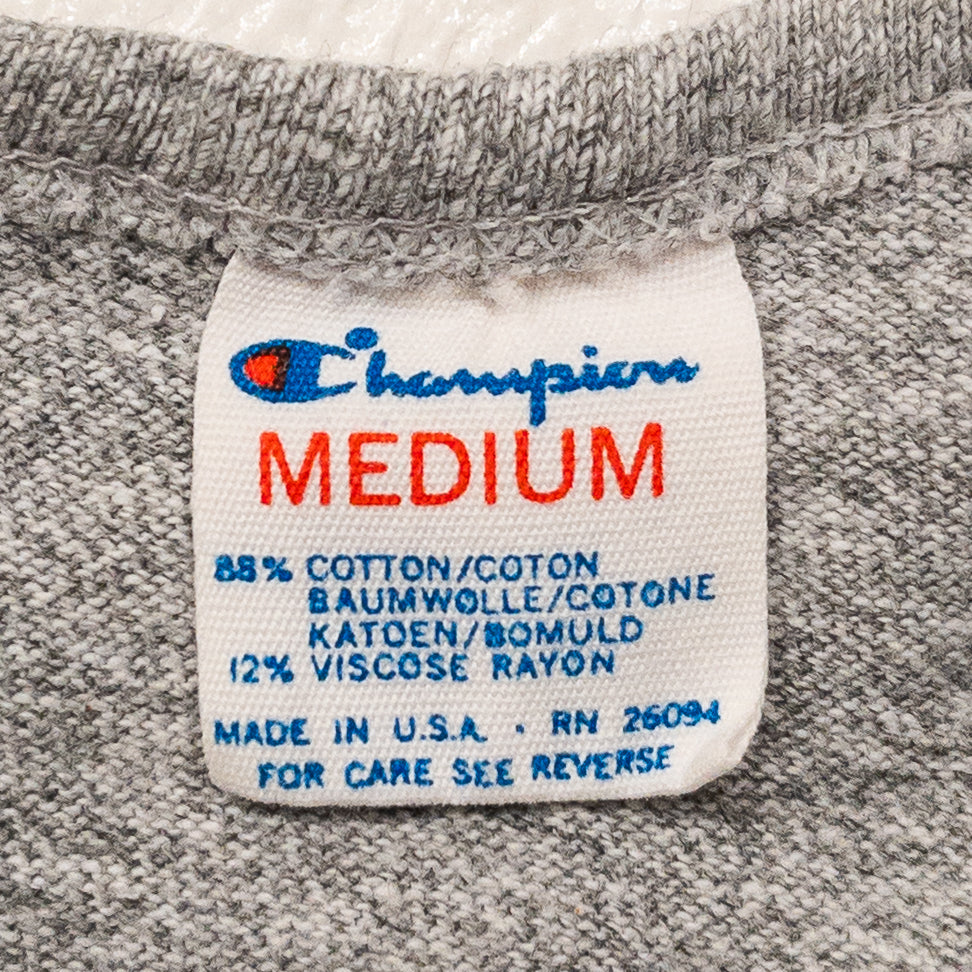 Champion
MEDIUM
88% COTTON/COTON
BAUMWOLLE/COTONE
KATOEN/BOMULD
12% VISCOSE RAYON
MADE IN U.S.A. · RN 26094
FOR CARE SEE REVERSE